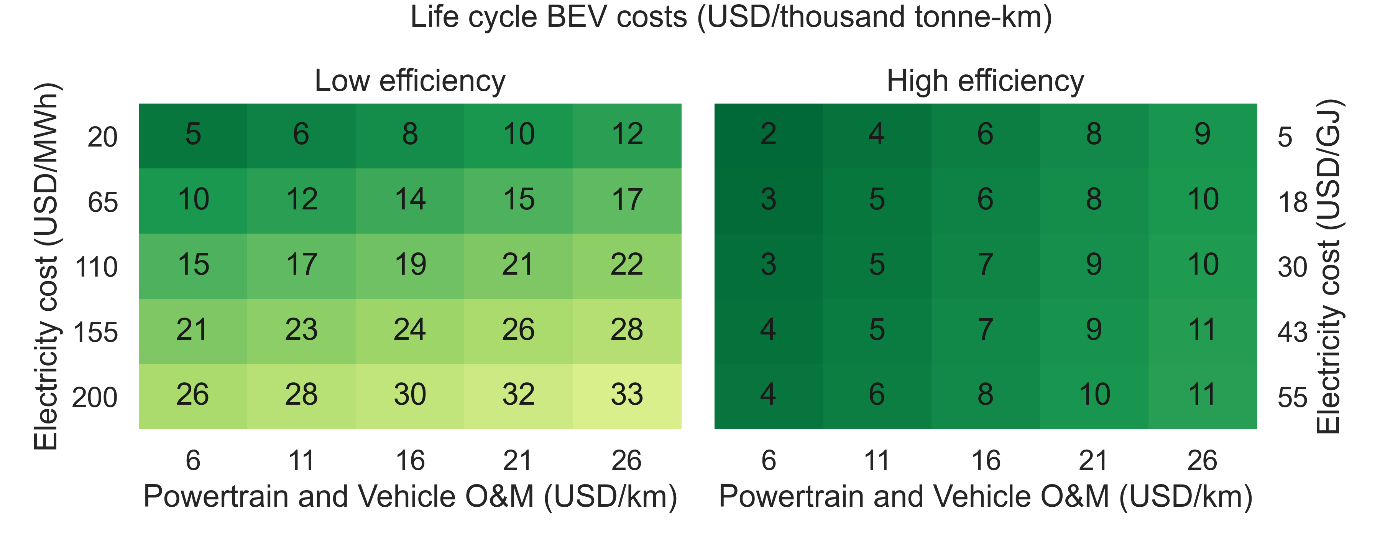 Life cycle BEV costs (USD/thousand tonne-km)
Low efficiency
High efficiency
Electricity cost (USD/MWh)
20 5 6 8 10 12 2 4 6 8 9 5
65 10 12 14 15 17 3 5 6 8 10 18
110 15 17 19 21 22 3 5 7 9 10 30
155 21 23 24 26 28 4 5 7 9 11 43
200 26 28 30 32 33 4 6 8 10 11 55
Electricity cost (USD/GJ)
6 11 16 21 26 6 11 16 21 26
Powertrain and Vehicle O&M (USD/km)
Powertrain and Vehicle O&M (USD/km)